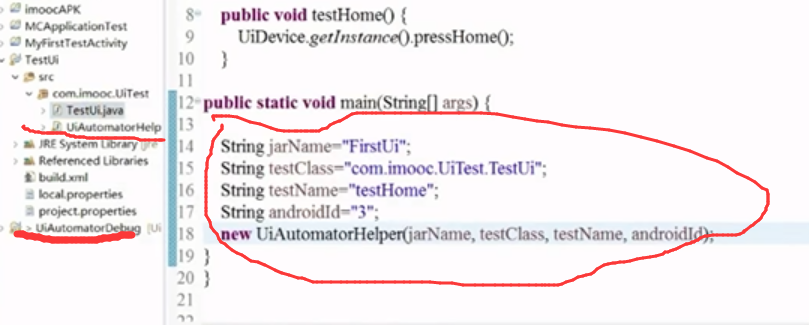 imoocAPK
MCApplicationTest
MyFirstTestActivity
TestUi
src
com.imooc.UiTest
TestUi.java
UiAutomatorHelp
JRE System Library [jre
Referenced Libraries
build.xml
local.properties
project.properties
> UiAutomatorDebug [Ui
8 public void testHome() {
9 UiDevice.getInstance().pressHome();
10 }
11
12 public static void main(String[] args) {
13
14 String jarName="FirstUi";
15 String testClass="com.imooc.UiTest.TestUi";
16 String testName="testHome";
17 String androidId="3";
18 new UiAutomatorHelper(jarName, testClass, testName, androidId);
19 }
20 }
21
22